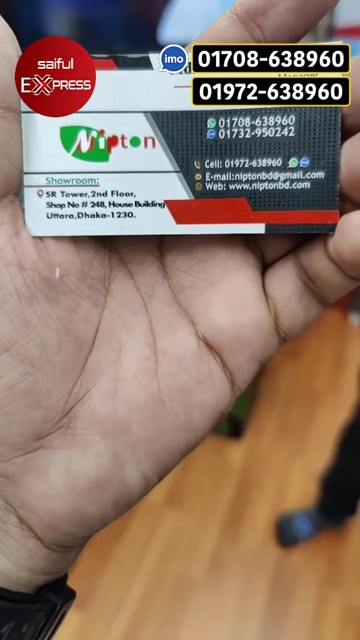 saiful
EXPRESS
imo
01708-638960
01972-638960
Nipton
01708-638960
01732-950242
Cell: 01972-638960
E-mail:niptonbd@gmail.com
Web: www.niptonbd.com
Showroom:
SR Tower,2nd Floor,
Shop No # 248, House Building
Uttara,Dhaka-1230.